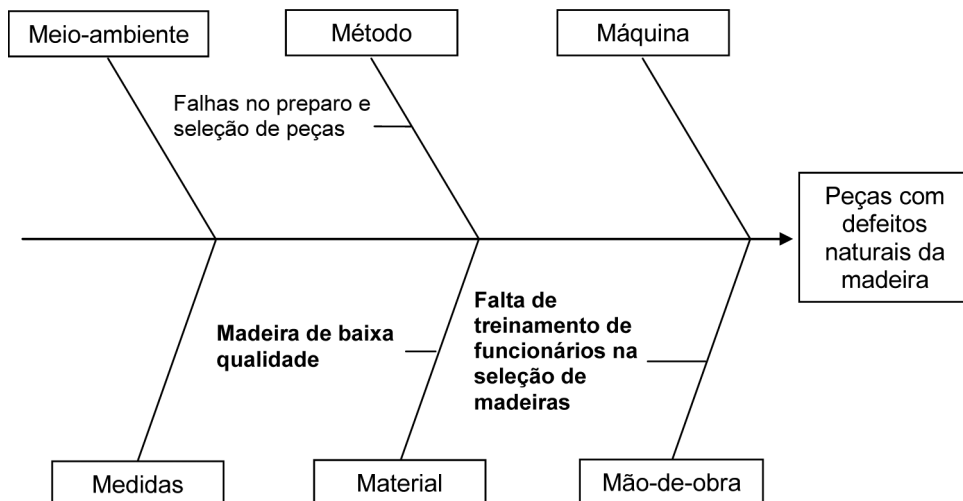 Meio-ambiente
Método
Máquina
Falhas no preparo e
seleção de peças
Peças com
defeitos
naturais da
madeira
Madeira de baixa
qualidade
Falta de
treinamento de
funcionários na
seleção de
madeiras
Medidas
Material
Mão-de-obra